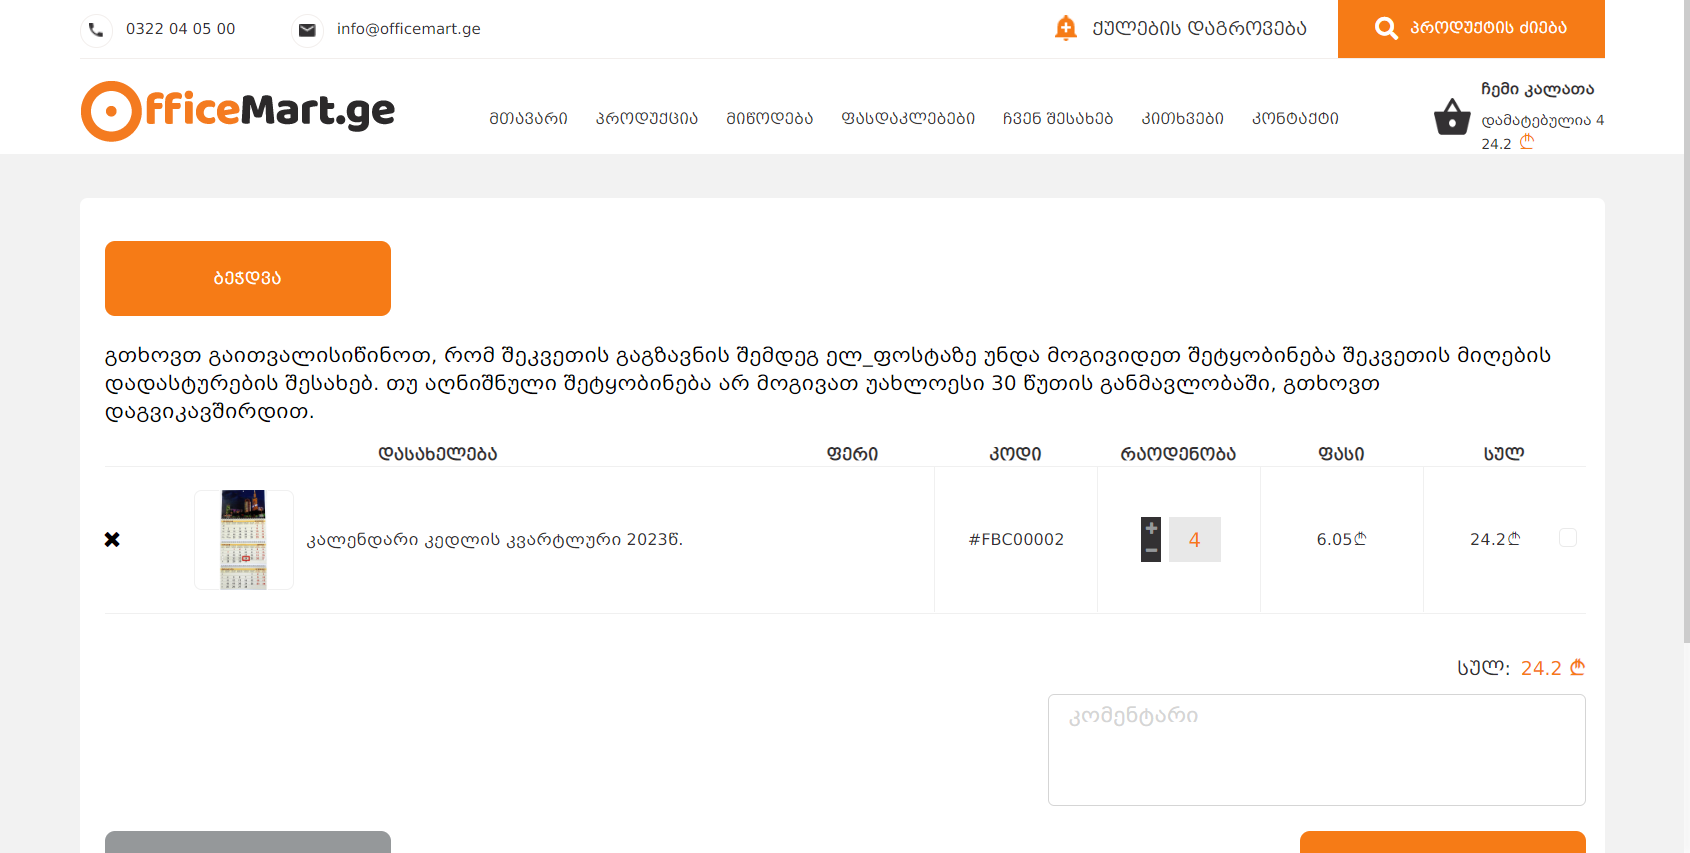 0322 04 05 00
info@officemart.ge
ქულების დაგროვება
პროდუქტის ძიება
OfficeMart.ge
მთავარი
პროდუქცია
მიწოდება
ფასდაკლებები
ჩვენ შესახებ
კითხვები
კონტაქტი
ჩემი კალათა
დამატებულია 4
24.2 ₾
ბეჭდვა
გთხოვთ გაითვალისიწინოთ, რომ შეკვეთის გაგზავნის შემდეგ ელ_ფოსტაზე უნდა მოგივიდეთ შეტყობინება შეკვეთის მიღების
დადასტურების შესახებ. თუ აღნიშნული შეტყობინება არ მოგივათ უახლოესი 30 წუთის განმავლობაში, გთხოვთ
დაგვიკავშირდით.
დასახელება
ფერი
კოდი
რაოდენობა
ფასი
სულ
კალენდარი კედლის კვარტლური 2023წ.
#FBC00002
4
6.05₾
24.2₾
სულ: 24.2 ₾
კომენტარი